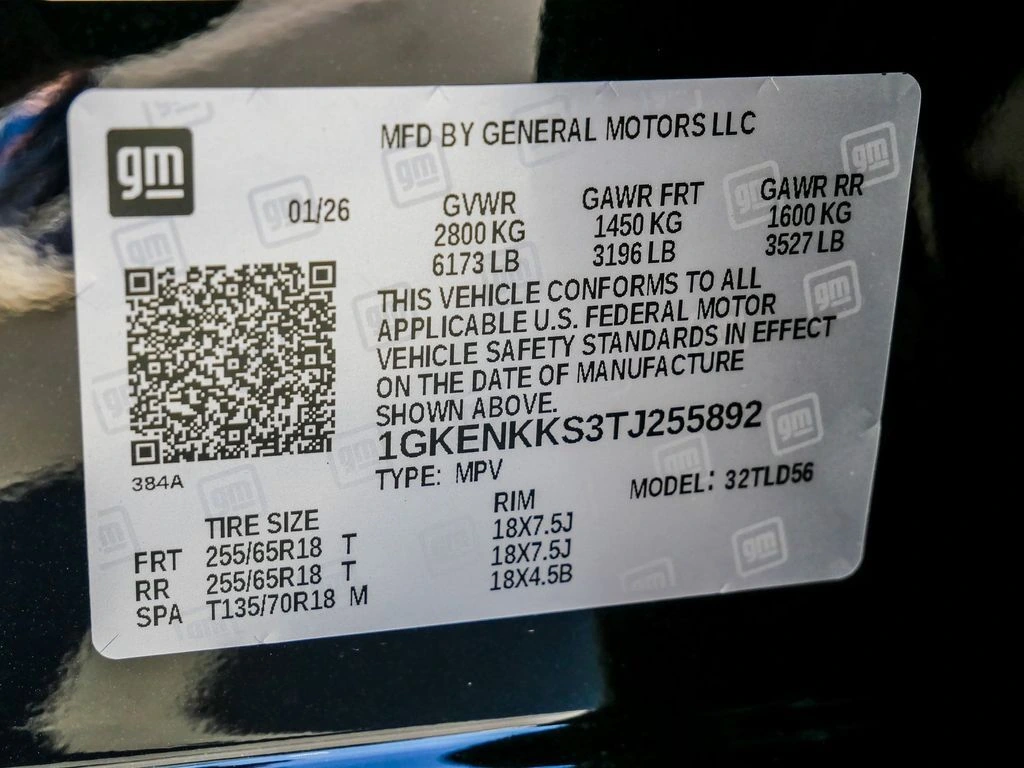 gm
MFD BY GENERAL MOTORS LLC
01/26
GVWR GAWR FRT GAWR RR
2800 KG 1450 KG 1600 KG
6173 LB 3196 LB 3527 LB
THIS VEHICLE CONFORMS TO ALL
APPLICABLE U.S. FEDERAL MOTOR
VEHICLE SAFETY STANDARDS IN EFFECT
ON THE DATE OF MANUFACTURE
SHOWN ABOVE.
1GKENKKS3TJ255892
TYPE: MPV MODEL: 32TLD56
384A
TIRE SIZE RIM
FRT 255/65R18 T 18X7.5J
RR 255/65R18 T 18X7.5J
SPA T135/70R18 M 18X4.5B